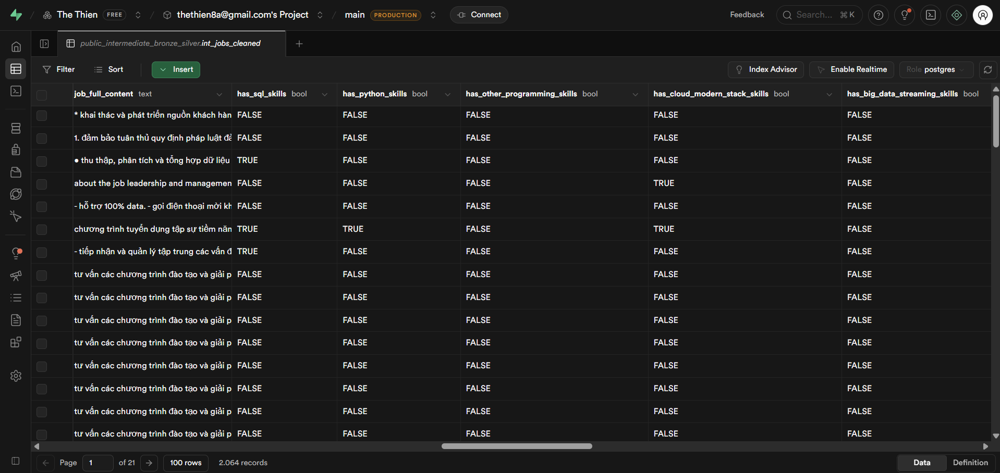 The Thien FREE / thethien8a@gmail.com's Project / main PRODUCTION Connect Feedback Search... ⌘ K
public_intermediate_bronze_silver.int_jobs_cleaned
Filter Sort Insert Index Advisor Enable Realtime Role postgres
job_full_content text has_sql_skills bool has_python_skills bool has_other_programming_skills bool has_cloud_modern_stack_skills bool has_big_data_streaming_skills bool
* khai thác và phát triển nguồn khách hàn FALSE FALSE FALSE FALSE FALSE
1. đảm bảo tuân thủ quy định pháp luật đả FALSE FALSE FALSE FALSE FALSE
● thu thập, phân tích và tổng hợp dữ liệu TRUE FALSE FALSE FALSE FALSE
about the job leadership and managemen FALSE FALSE FALSE TRUE FALSE
- hỗ trợ 100% data. - gọi điện thoại mời kh FALSE FALSE FALSE FALSE FALSE
chương trình tuyển dụng tập sự tiềm năn TRUE TRUE FALSE TRUE FALSE
- tiếp nhận và quản lý tập trung các vấn đ TRUE FALSE FALSE FALSE FALSE
tư vấn các chương trình đào tạo và giải p FALSE FALSE FALSE FALSE FALSE
tư vấn các chương trình đào tạo và giải p FALSE FALSE FALSE FALSE FALSE
tư vấn các chương trình đào tạo và giải p FALSE FALSE FALSE FALSE FALSE
tư vấn các chương trình đào tạo và giải p FALSE FALSE FALSE FALSE FALSE
tư vấn các chương trình đào tạo và giải p FALSE FALSE FALSE FALSE FALSE
tư vấn các chương trình đào tạo và giải p FALSE FALSE FALSE FALSE FALSE
tư vấn các chương trình đào tạo và giải p FALSE FALSE FALSE FALSE FALSE
tư vấn các chương trình đào tạo và giải p FALSE FALSE FALSE FALSE FALSE
Page 1 of 21 100 rows 2.064 records Data Definition